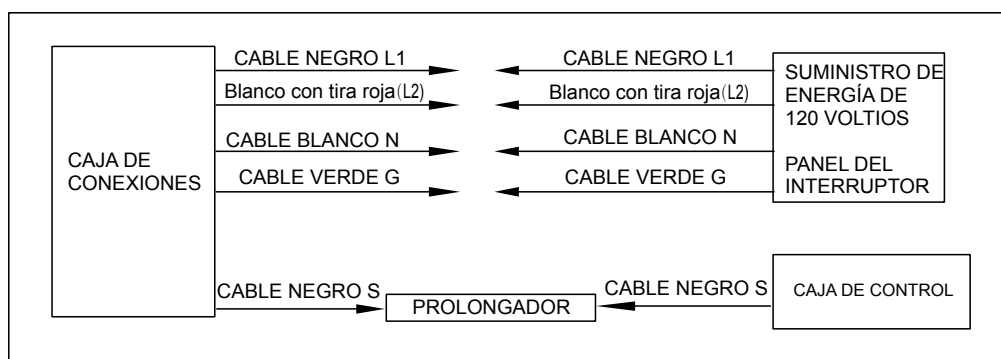 CABLE NEGRO L1
CABLE NEGRO L1
Blanco con tira roja(L2)
Blanco con tira roja(L2)
CABLE BLANCO N
CABLE BLANCO N
CABLE VERDE G
CABLE VERDE G
CAJA DE
CONEXIONES
SUMINISTRO DE
ENERGÍA DE
120 VOLTIOS
PANEL DEL
INTERRUPTOR
CABLE NEGRO S
PROLONGADOR
CABLE NEGRO S
CAJA DE CONTROL